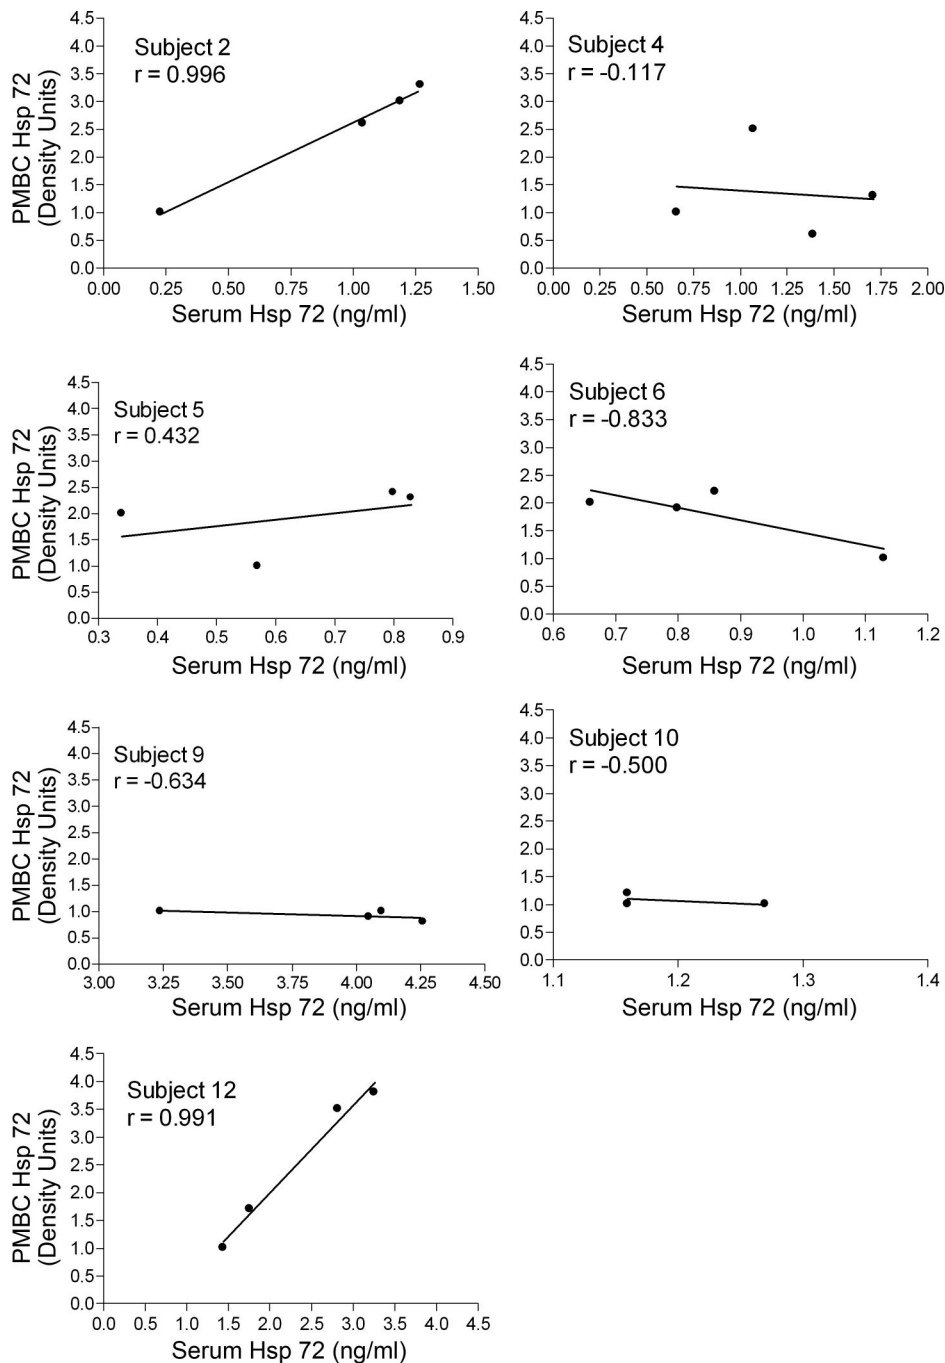 PMBC Hsp 72
(Density Units)
4.5
4.0
3.5
3.0
2.5
2.0
1.5
1.0
0.5
0.0
Subject 2
r = 0.996
0.00 0.25 0.50 0.75 1.00 1.25 1.50
Serum Hsp 72 (ng/ml)
4.5
4.0
3.5
3.0
2.5
2.0
1.5
1.0
0.5
0.0
Subject 4
r = -0.117
0.00 0.25 0.50 0.75 1.00 1.25 1.50 1.75 2.00
Serum Hsp 72 (ng/ml)
PMBC Hsp 72
(Density Units)
4.5
4.0
3.5
3.0
2.5
2.0
1.5
1.0
0.5
0.0
Subject 5
r = 0.432
0.3 0.4 0.5 0.6 0.7 0.8 0.9
Serum Hsp 72 (ng/ml)
4.5
4.0
3.5
3.0
2.5
2.0
1.5
1.0
0.5
0.0
Subject 6
r = -0.833
0.6 0.7 0.8 0.9 1.0 1.1 1.2
Serum Hsp 72 (ng/ml)
PMBC Hsp 72
(Density Units)
4.5
4.0
3.5
3.0
2.5
2.0
1.5
1.0
0.5
0.0
Subject 9
r = -0.634
3.00 3.25 3.50 3.75 4.00 4.25 4.50
Serum Hsp 72 (ng/ml)
4.5
4.0
3.5
3.0
2.5
2.0
1.5
1.0
0.5
0.0
Subject 10
r = -0.500
1.1 1.2 1.3 1.4
Serum Hsp 72 (ng/ml)
PMBC Hsp 72
(Density Units)
4.5
4.0
3.5
3.0
2.5
2.0
1.5
1.0
0.5
0.0
Subject 12
r = 0.991
0.0 0.5 1.0 1.5 2.0 2.5 3.0 3.5 4.0 4.5
Serum Hsp 72 (ng/ml)